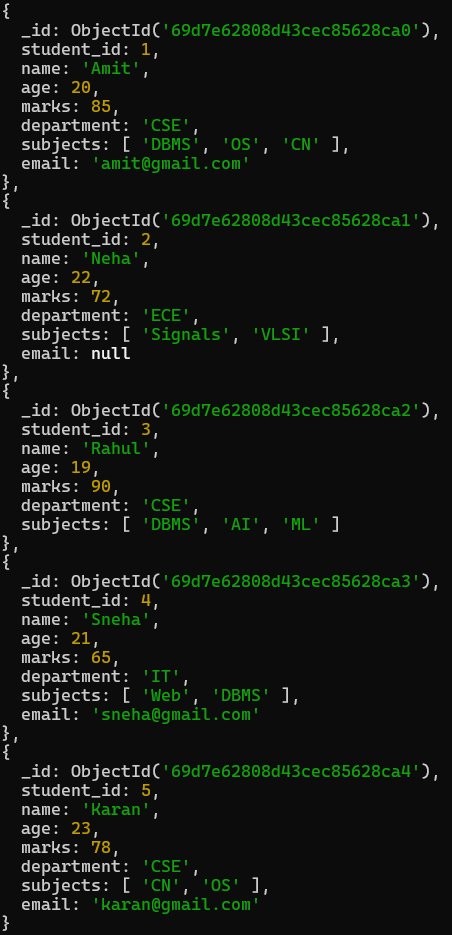 {
  _id: ObjectId('69d7e62808d43cec85628ca0'),
  student_id: 1,
  name: 'Amit',
  age: 20,
  marks: 85,
  department: 'CSE',
  subjects: [ 'DBMS', 'OS', 'CN' ],
  email: 'amit@gmail.com'
},
{
  _id: ObjectId('69d7e62808d43cec85628ca1'),
  student_id: 2,
  name: 'Neha',
  age: 22,
  marks: 72,
  department: 'ECE',
  subjects: [ 'Signals', 'VLSI' ],
  email: null
},
{
  _id: ObjectId('69d7e62808d43cec85628ca2'),
  student_id: 3,
  name: 'Rahul',
  age: 19,
  marks: 90,
  department: 'CSE',
  subjects: [ 'DBMS', 'AI', 'ML' ]
},
{
  _id: ObjectId('69d7e62808d43cec85628ca3'),
  student_id: 4,
  name: 'Sneha',
  age: 21,
  marks: 65,
  department: 'IT',
  subjects: [ 'Web', 'DBMS' ],
  email: 'sneha@gmail.com'
},
{
  _id: ObjectId('69d7e62808d43cec85628ca4'),
  student_id: 5,
  name: 'Karan',
  age: 23,
  marks: 78,
  department: 'CSE',
  subjects: [ 'CN', 'OS' ],
  email: 'karan@gmail.com'
}